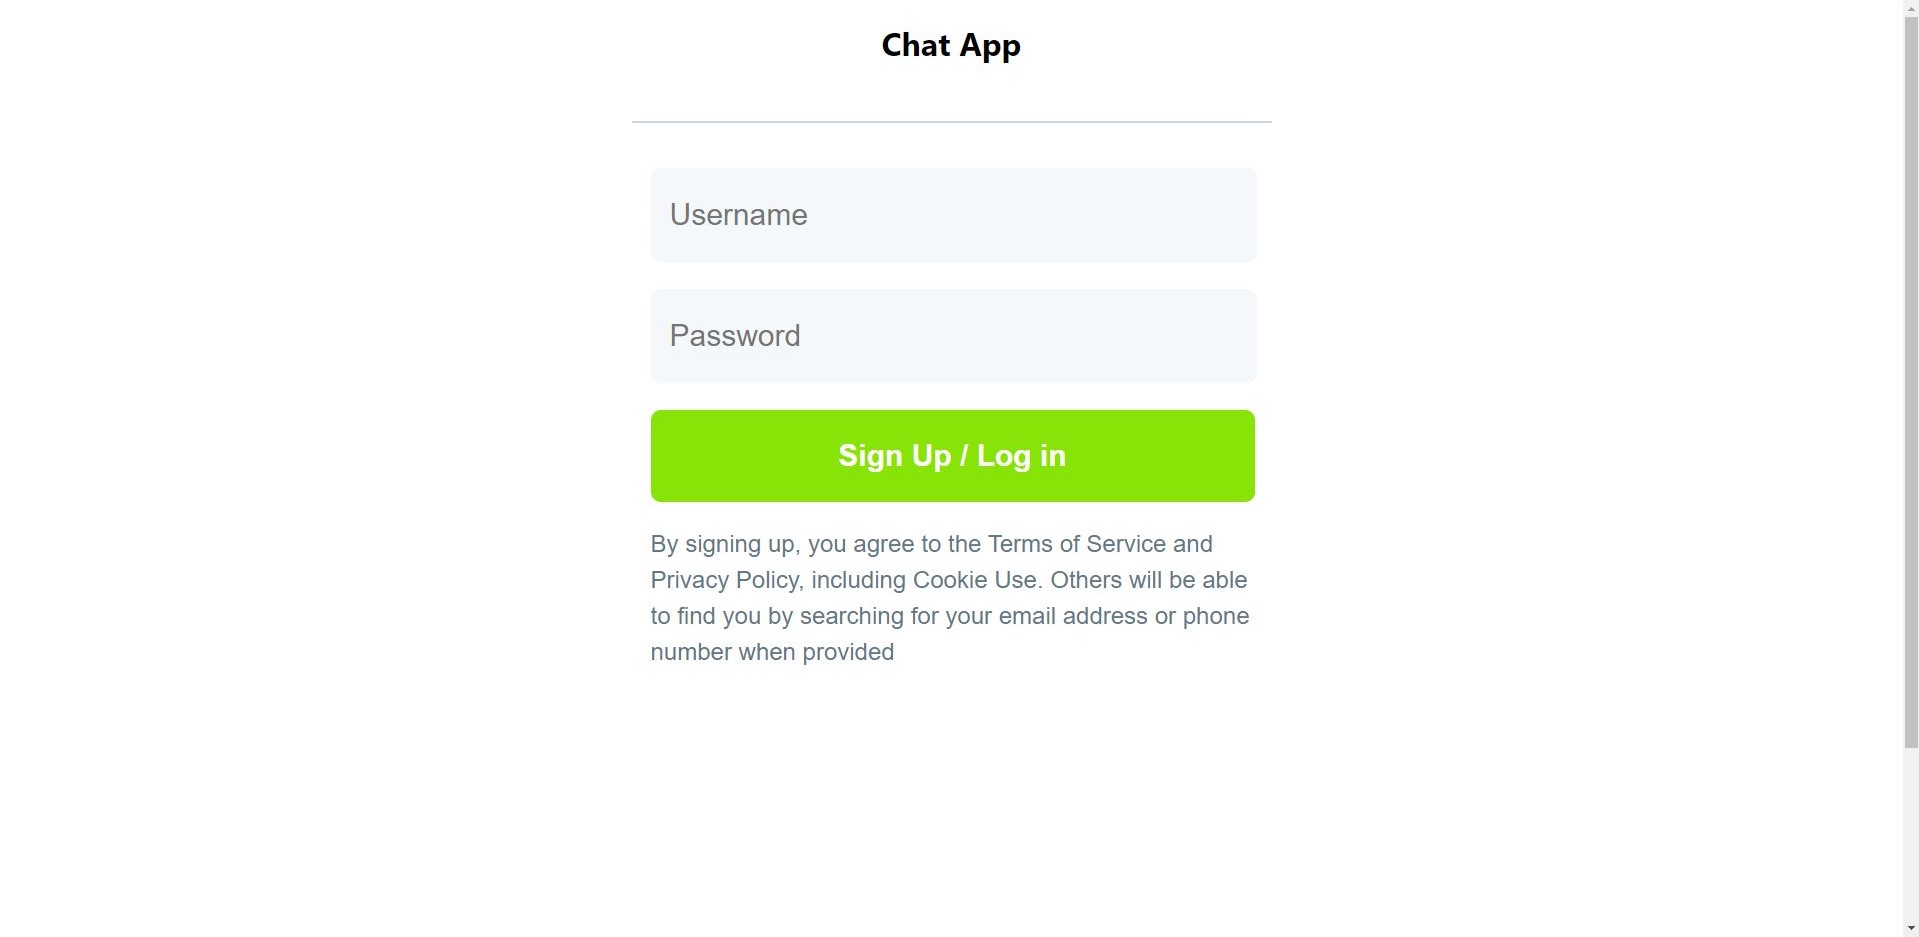 Chat App
Username
Password
Sign Up / Log in
By signing up, you agree to the Terms of Service and
Privacy Policy, including Cookie Use. Others will be able
to find you by searching for your email address or phone
number when provided